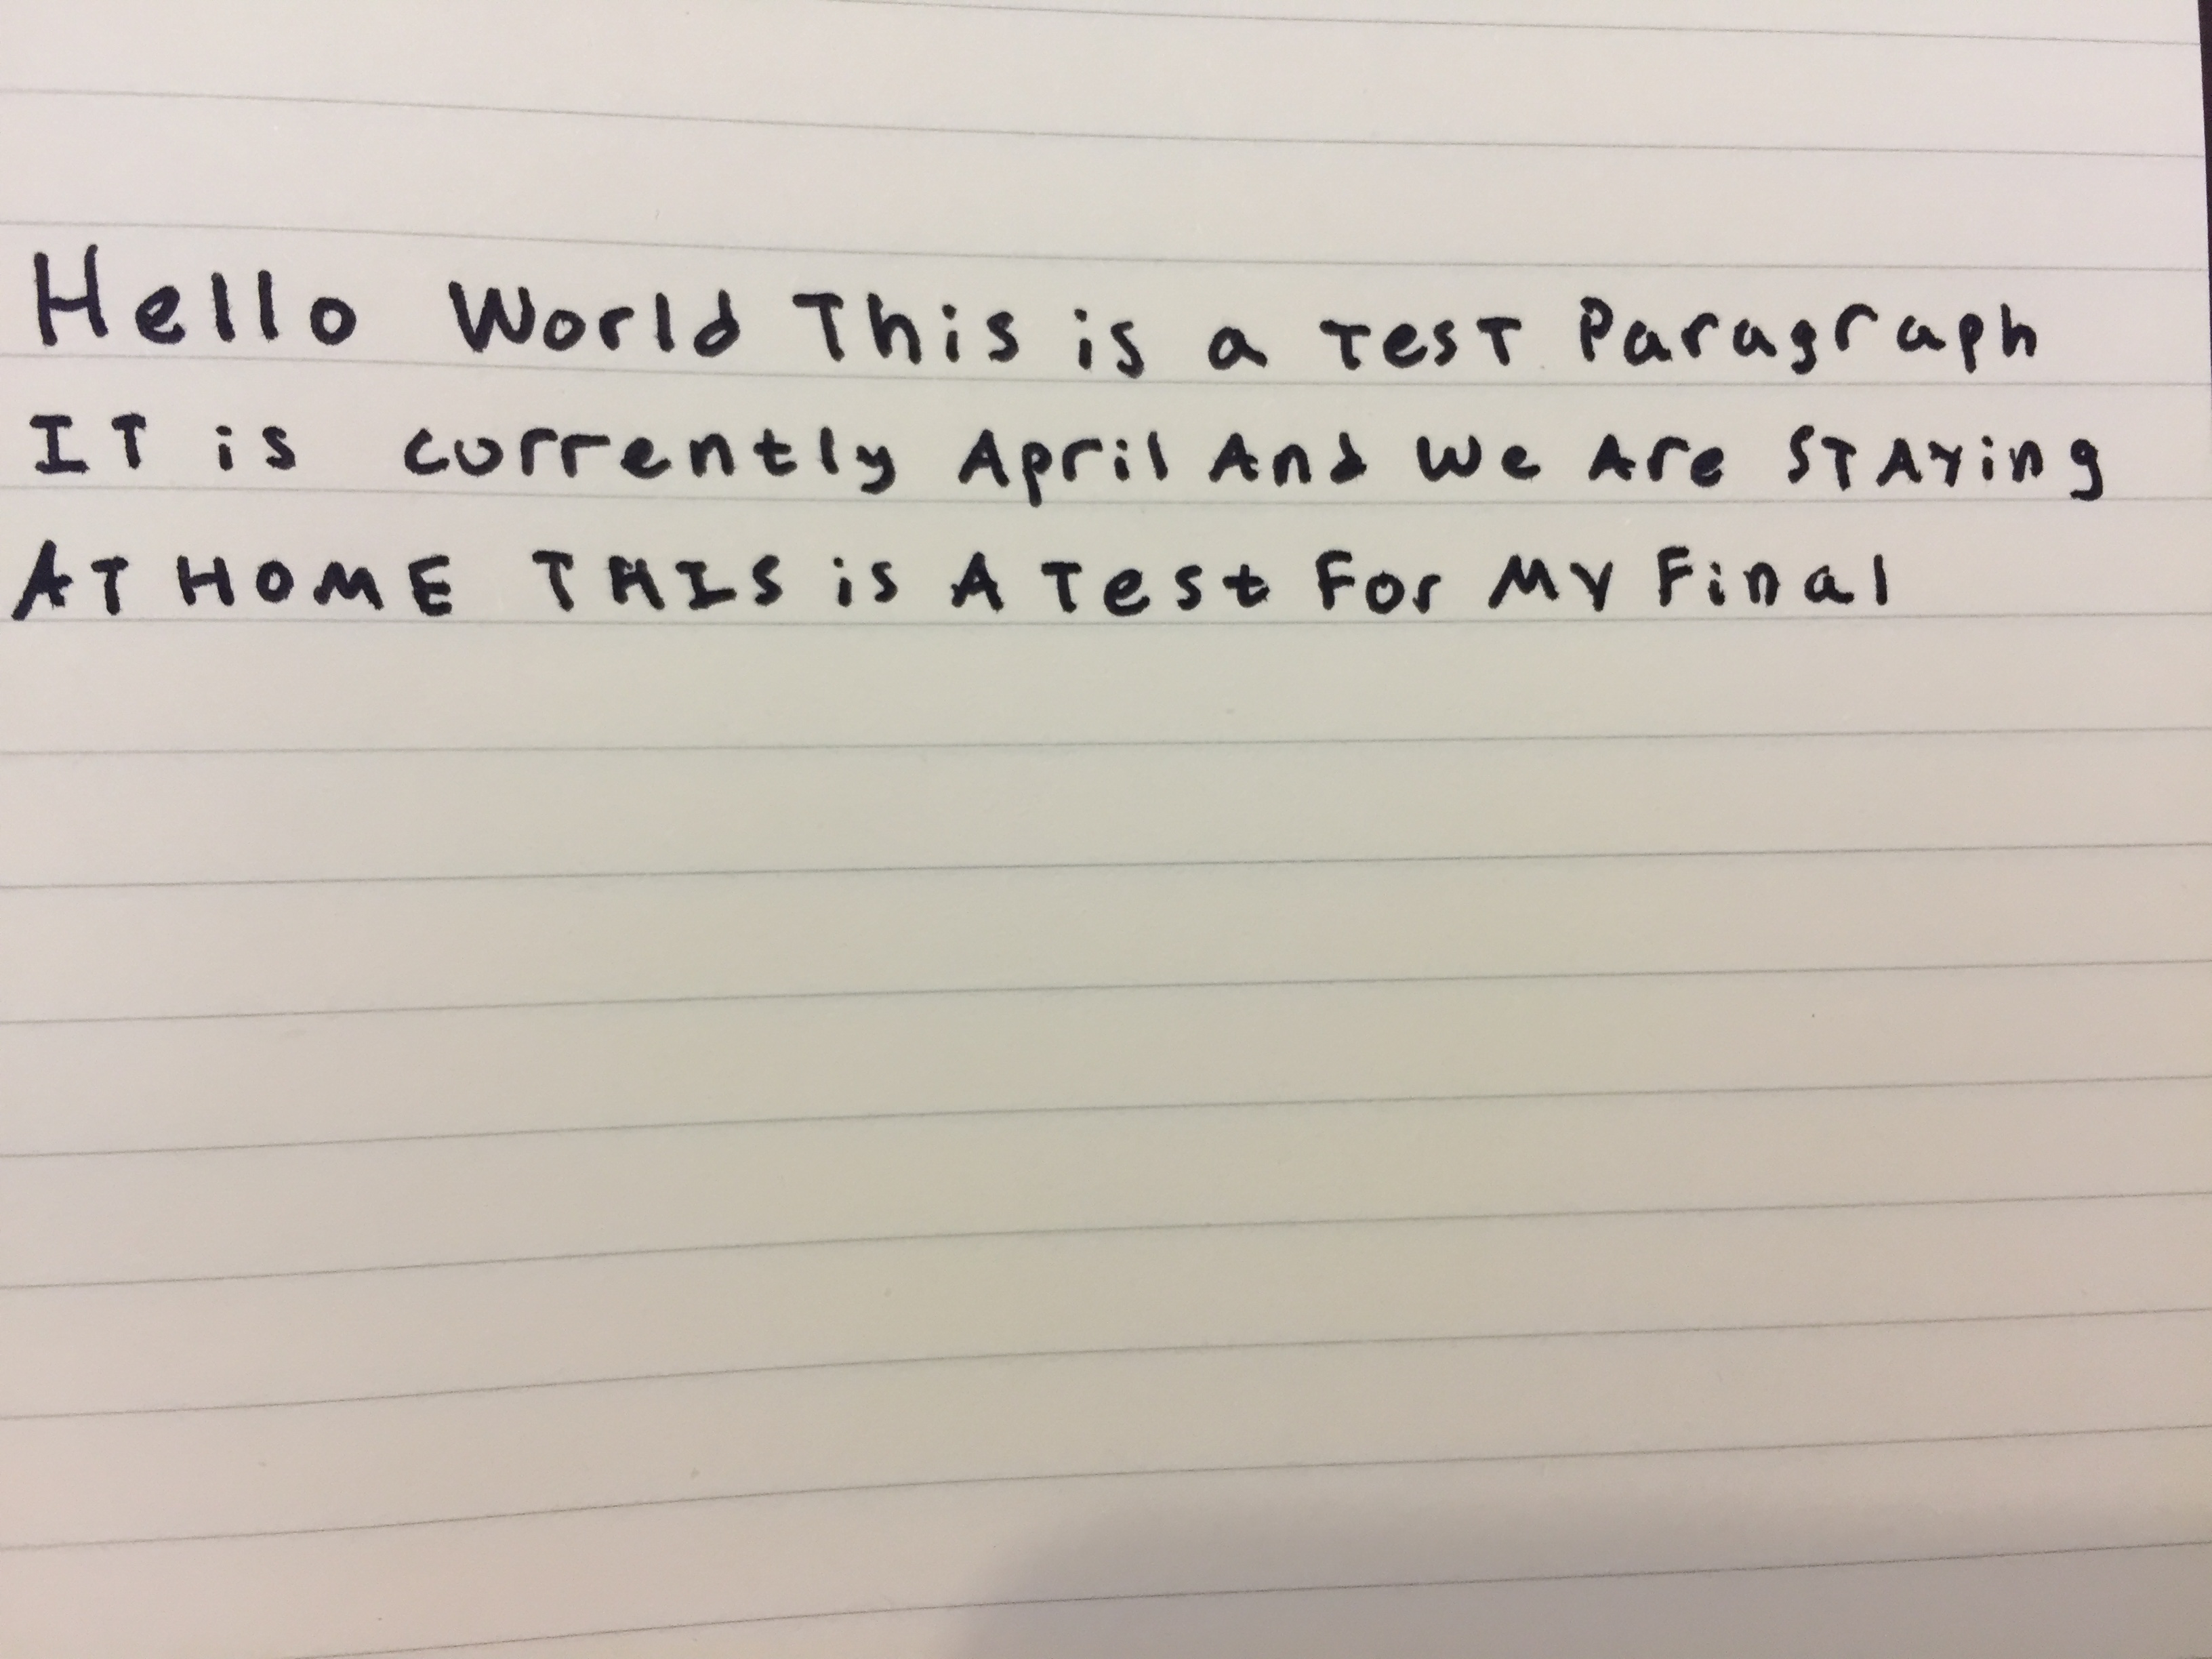 Hello World This is a Test Paragraph
IT is currently April And we Are STAYing
AT HOME THIS is A Test For My Final